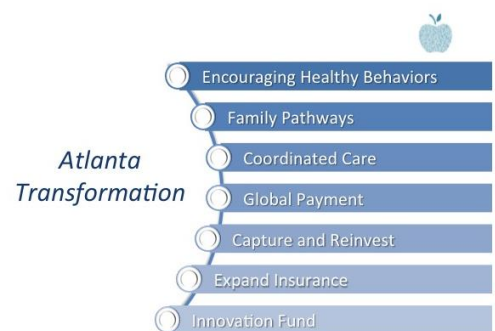 Encouraging Healthy Behaviors
Family Pathways
Atlanta
Transformation
Coordinated Care
Global Payment
Capture and Reinvest
Expand Insurance
Innovation Fund